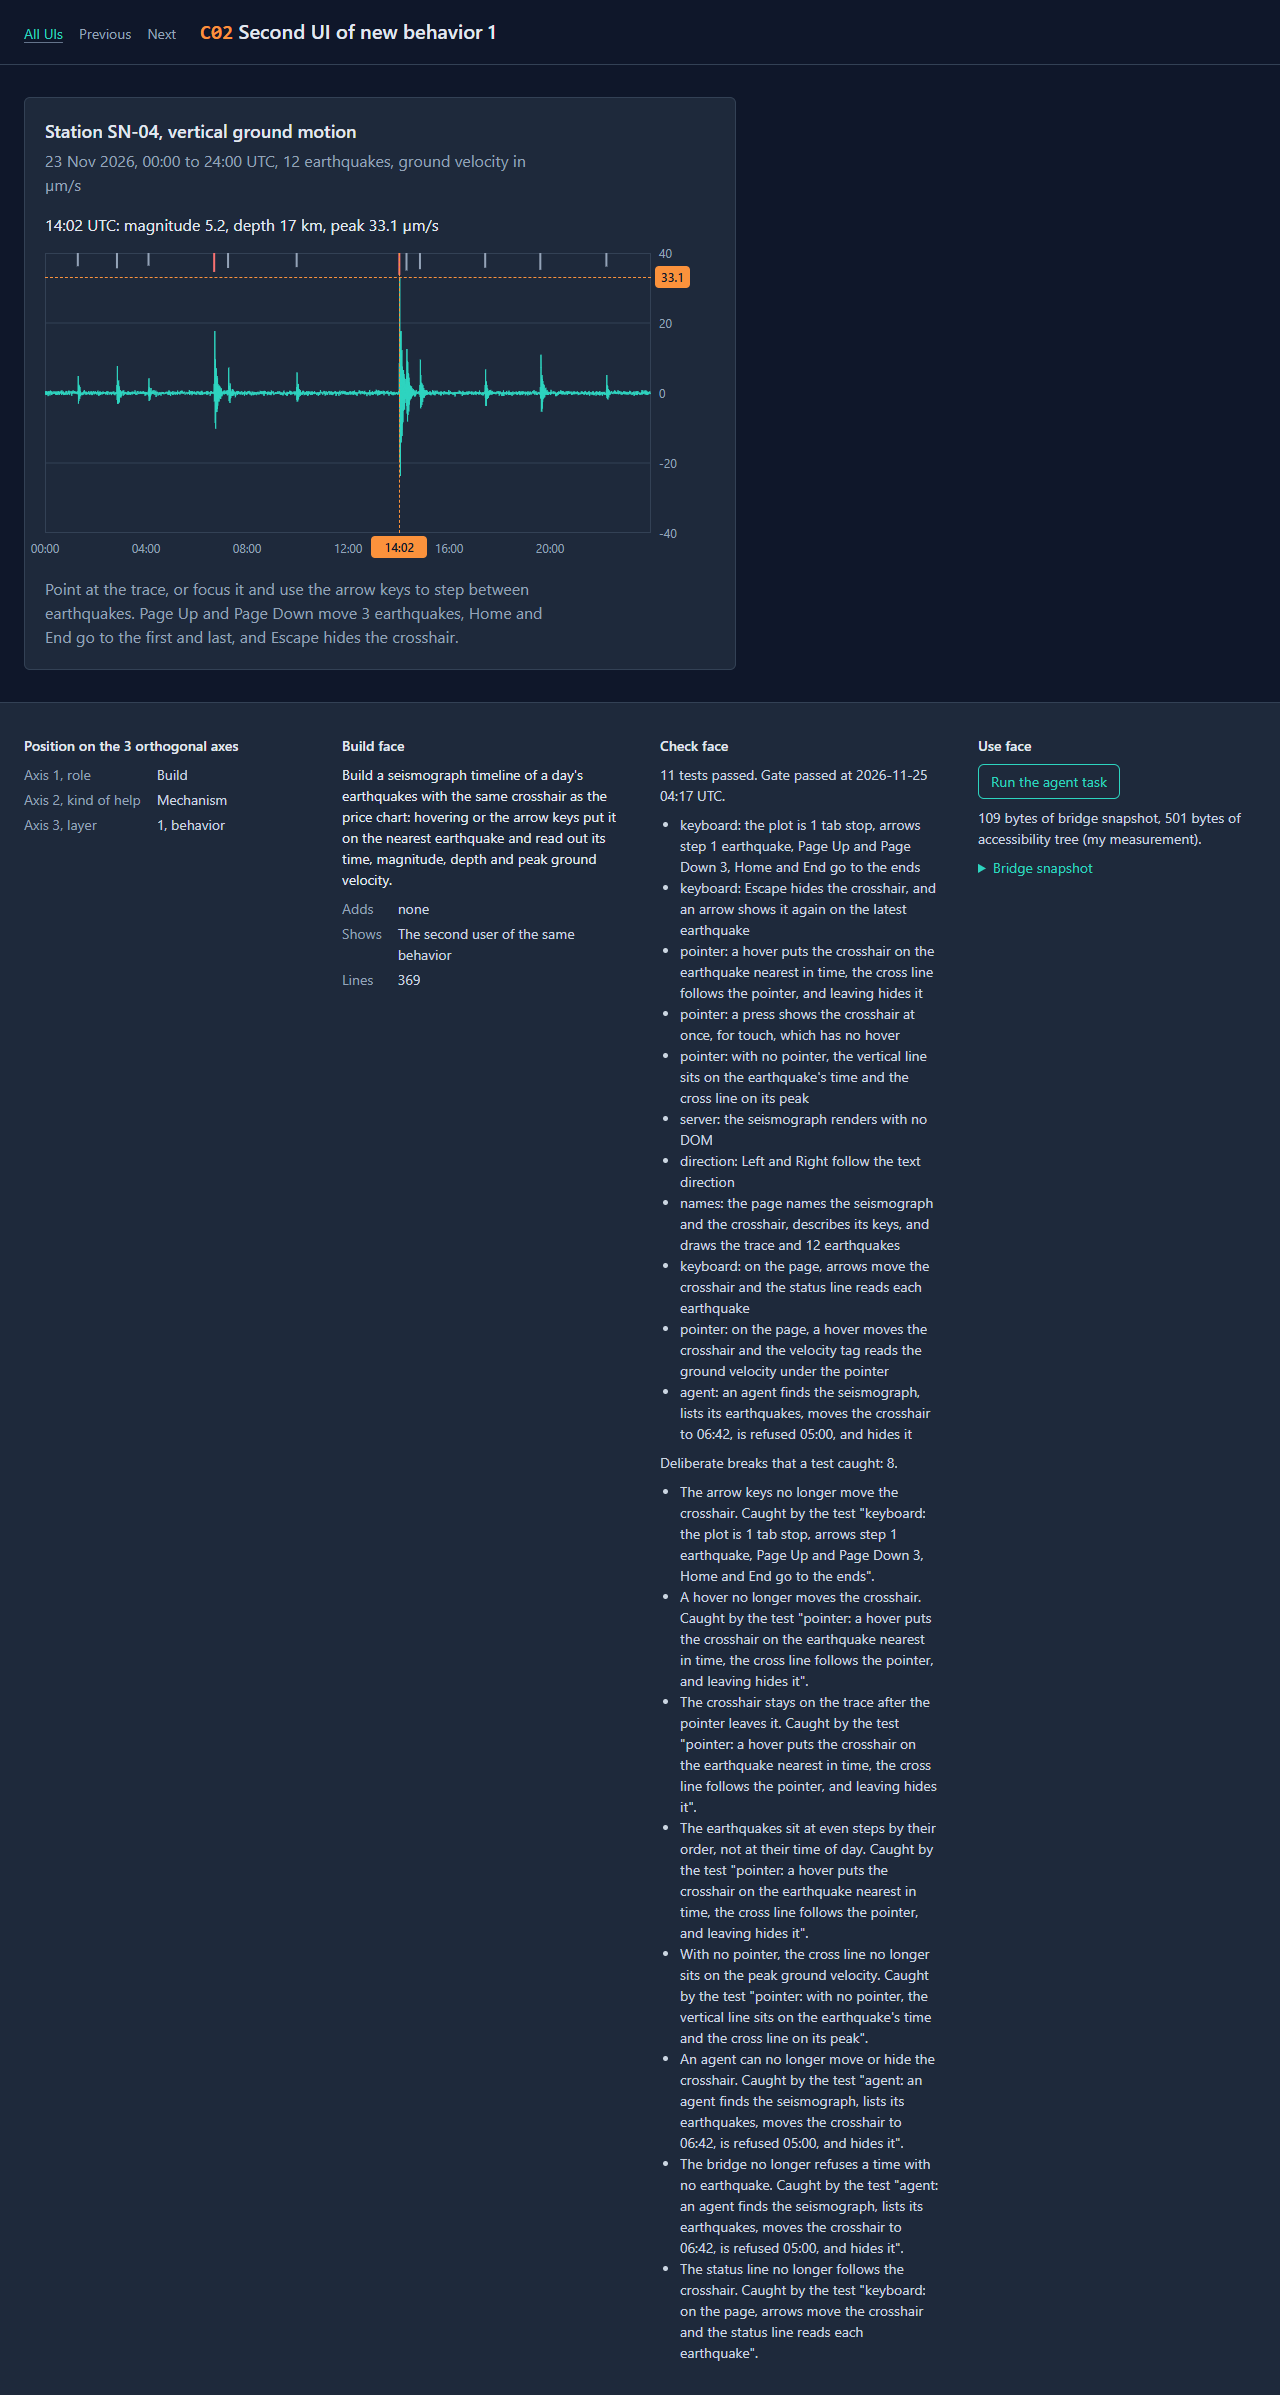 All UIs Previous Next C02 Second UI of new behavior 1
Station SN-04, vertical ground motion
23 Nov 2026, 00:00 to 24:00 UTC, 12 earthquakes, ground velocity in
µm/s
14:02 UTC: magnitude 5.2, depth 17 km, peak 33.1 µm/s
40
33.1
20
0
-20
-40
00:00 04:00 08:00 12:00 14:02 16:00 20:00
Point at the trace, or focus it and use the arrow keys to step between
earthquakes. Page Up and Page Down move 3 earthquakes, Home and
End go to the first and last, and Escape hides the crosshair.
Position on the 3 orthogonal axes
Axis 1, role Build
Axis 2, kind of help Mechanism
Axis 3, layer 1, behavior
Build face
Build a seismograph timeline of a day's
earthquakes with the same crosshair as the
price chart: hovering or the arrow keys put it
on the nearest earthquake and read out its
time, magnitude, depth and peak ground
velocity.
Adds none
Shows The second user of the same
behavior
Lines 369
Check face
11 tests passed. Gate passed at 2026-11-25
04:17 UTC.
• keyboard: the plot is 1 tab stop, arrows
step 1 earthquake, Page Up and Page
Down 3, Home and End go to the ends
• keyboard: Escape hides the crosshair, and
an arrow shows it again on the latest
earthquake
• pointer: a hover puts the crosshair on the
earthquake nearest in time, the cross line
follows the pointer, and leaving hides it
• pointer: a press shows the crosshair at
once, for touch, which has no hover
• pointer: with no pointer, the vertical line
sits on the earthquake's time and the
cross line on its peak
• server: the seismograph renders with no
DOM
• direction: Left and Right follow the text
direction
• names: the page names the seismograph
and the crosshair, describes its keys, and
draws the trace and 12 earthquakes
• keyboard: on the page, arrows move the
crosshair and the status line reads each
earthquake
• pointer: on the page, a hover moves the
crosshair and the velocity tag reads the
ground velocity under the pointer
• agent: an agent finds the seismograph,
lists its earthquakes, moves the crosshair
to 06:42, is refused 05:00, and hides it
Deliberate breaks that a test caught: 8.
• The arrow keys no longer move the
crosshair. Caught by the test "keyboard:
the plot is 1 tab stop, arrows step 1
earthquake, Page Up and Page Down 3,
Home and End go to the ends".
• A hover no longer moves the crosshair.
Caught by the test "pointer: a hover puts
the crosshair on the earthquake nearest
in time, the cross line follows the pointer,
and leaving hides it".
• The crosshair stays on the trace after the
pointer leaves it. Caught by the test
"pointer: a hover puts the crosshair on
the earthquake nearest in time, the cross
line follows the pointer, and leaving hides
it".
• The earthquakes sit at even steps by their
order, not at their time of day. Caught by
the test "pointer: a hover puts the
crosshair on the earthquake nearest in
time, the cross line follows the pointer,
and leaving hides it".
• With no pointer, the cross line no longer
sits on the peak ground velocity. Caught
by the test "pointer: with no pointer, the
vertical line sits on the earthquake's time
and the cross line on its peak".
• An agent can no longer move or hide the
crosshair. Caught by the test "agent: an
agent finds the seismograph, lists its
earthquakes, moves the crosshair to
06:42, is refused 05:00, and hides it".
• The bridge no longer refuses a time with
no earthquake. Caught by the test "agent:
an agent finds the seismograph, lists its
earthquakes, moves the crosshair to
06:42, is refused 05:00, and hides it".
• The status line no longer follows the
crosshair. Caught by the test "keyboard:
on the page, arrows move the crosshair
and the status line reads each
earthquake".
Use face
Run the agent task
109 bytes of bridge snapshot, 501 bytes of
accessibility tree (my measurement).
▶ Bridge snapshot